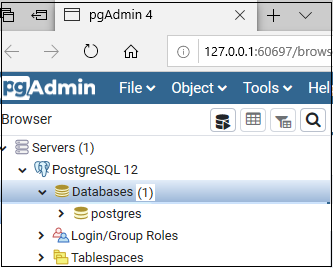 pgAdmin 4
127.0.0.1:60697/brows
pgAdmin File Object Tools Help
Browser
Servers (1)
PostgreSQL 12
Databases (1)
postgres
Login/Group Roles
Tablespaces